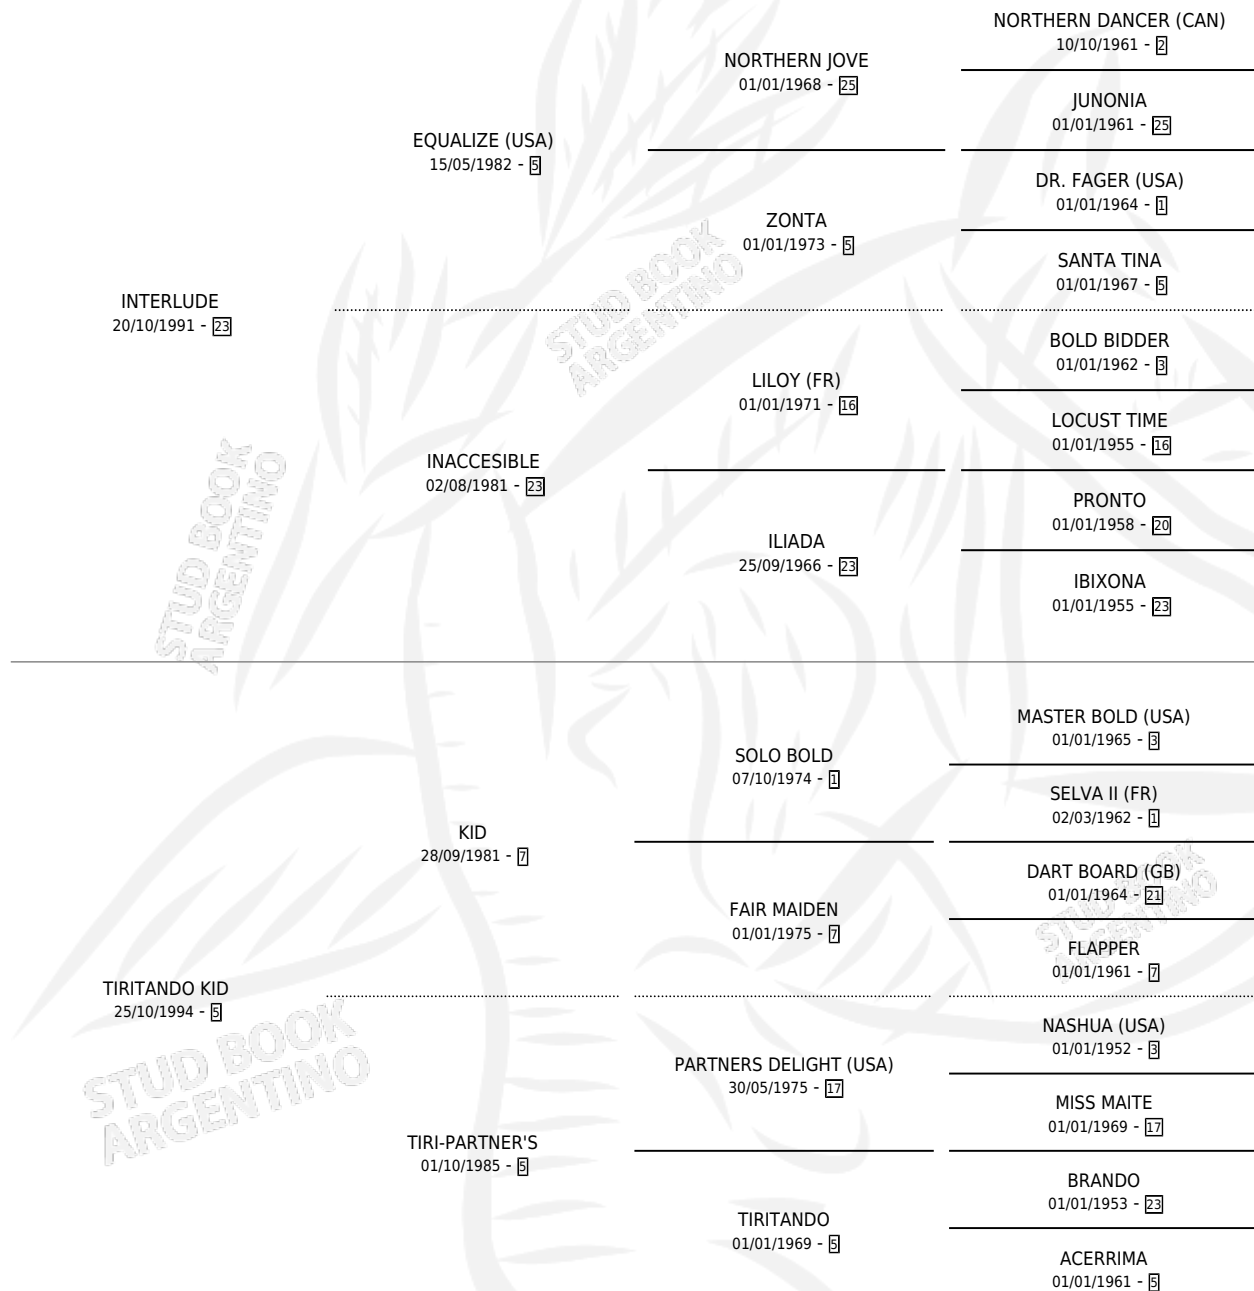 NORTHERN DANCER (CAN)
10/10/1961 - 2
NORTHERN JOVE
01/01/1968 - 25
JUNONIA
01/01/1961 - 25
EQUALIZE (USA)
15/05/1982 - 5
DR. FAGER (USA)
01/01/1964 - 1
ZONTA
01/01/1973 - 5
SANTA TINA
01/01/1967 - 5
INTERLUDE
20/10/1991 - 23
BOLD BIDDER
01/01/1962 - 3
LILOY (FR)
01/01/1971 - 16
LOCUST TIME
01/01/1955 - 16
INACCESIBLE
02/08/1981 - 23
PRONTO
01/01/1958 - 20
ILIADA
25/09/1966 - 23
IBIXONA
01/01/1955 - 23
MASTER BOLD (USA)
01/01/1965 - 3
SOLO BOLD
07/10/1974 - 1
SELVA II (FR)
02/03/1962 - 1
KID
28/09/1981 - 7
DART BOARD (GB)
01/01/1964 - 21
FAIR MAIDEN
01/01/1975 - 7
FLAPPER
01/01/1961 - 7
TIRITANDO KID
25/10/1994 - 5
NASHUA (USA)
01/01/1952 - 3
PARTNERS DELIGHT (USA)
30/05/1975 - 17
MISS MAITE
01/01/1969 - 17
TIRI-PARTNER'S
01/10/1985 - 5
BRANDO
01/01/1953 - 23
TIRITANDO
01/01/1969 - 5
ACERRIMA
01/01/1961 - 5
STUD BOOK
ARGENTINO
STUD BOOK
ARGENTINO
STUD BOOK
ARGENTINO
STUD BOOK
ARGENTINO